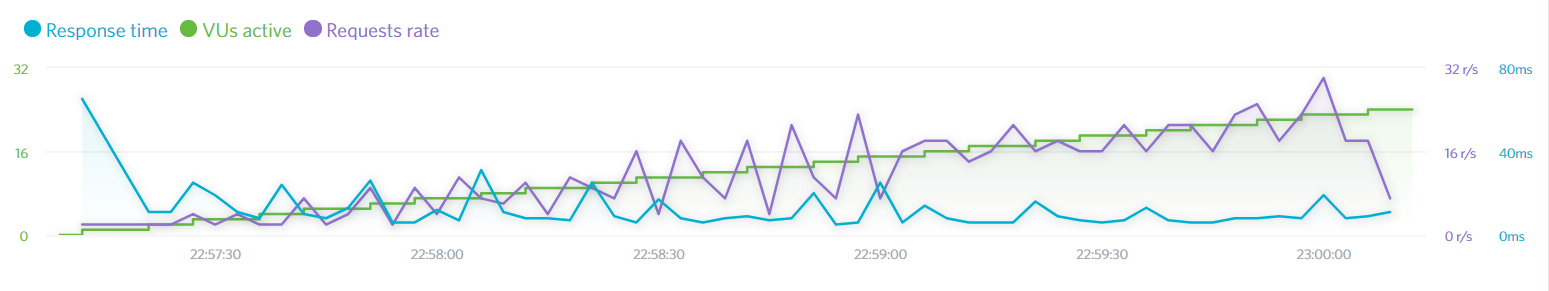 Response time VUs active Requests rate
32 32 r/s 80ms
16 16 r/s 40ms
0 0 r/s 0ms
22:57:30 22:58:00 22:58:30 22:59:00 22:59:30 23:00:00